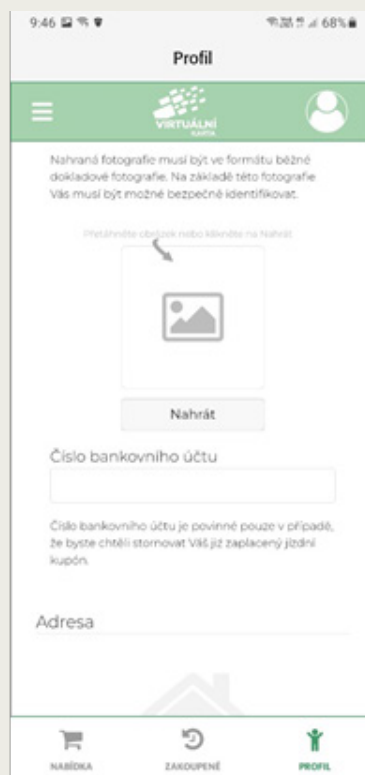 9:46
68%
Profil
VIRTUÁLNÍ
KARTA
Nahraná fotografie musí být ve formátu běžné
dokladové fotografie. Na základě této fotografie
Vás musí být možné bezpečně identifikovat.
Přetáhněte obrázek nebo klikněte na Nahrát
Nahrát
Číslo bankovního účtu
Číslo bankovního účtu je povinné pouze v případě,
že byste chtěli stornovat Váš již zaplacený jízdní
kupón.
Adresa
NABÍDKA
ZAKOUPENÉ
PROFIL